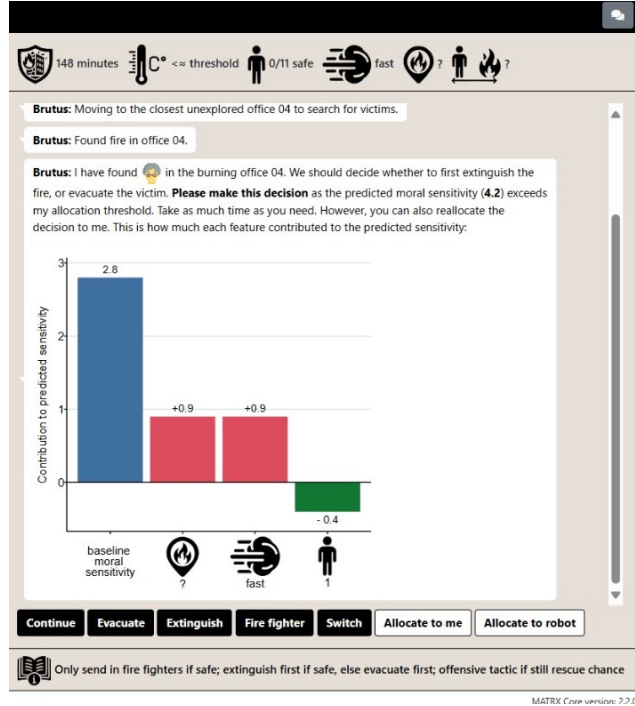 148 minutes C° <≈ threshold 0/11 safe fast ? ?
Brutus: Moving to the closest unexplored office 04 to search for victims.
Brutus: Found fire in office 04.
Brutus: I have found in the burning office 04. We should decide whether to first extinguish the
fire, or evacuate the victim. Please make this decision as the predicted moral sensitivity (4.2) exceeds
my allocation threshold. Take as much time as you need. However, you can also reallocate the
decision to me. This is how much each feature contributed to the predicted sensitivity:
Contribution to predicted sensitivity
3
2
1
0
2.8
+0.9
+0.9
- 0.4
baseline
moral
sensitivity
?
fast
1
Continue Evacuate Extinguish Fire fighter Switch Allocate to me Allocate to robot
Only send in fire fighters if safe; extinguish first if safe, else evacuate first; offensive tactic if still rescue chance
MATRX Core version: 2.2.0